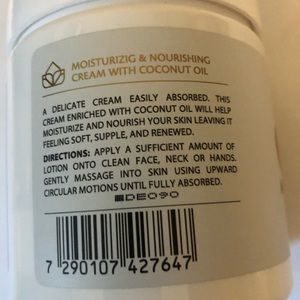 MOISTURIZIG & NOURISHING
CREAM WITH COCONUT OIL
A DELICATE CREAM EASILY ABSORBED. THIS
CREAM ENRICHED WITH COCONUT OIL WILL HELP
MOISTURIZE AND NOURISH YOUR SKIN LEAVING IT
FEELING SOFT, SUPPLE, AND RENEWED.
DIRECTIONS: APPLY A SUFFICIENT AMOUNT OF
LOTION ONTO CLEAN FACE, NECK OR HANDS.
GENTLY MASSAGE INTO SKIN USING UPWARD
CIRCULAR MOTIONS UNTIL FULLY ABSORBED.
7 290107 427647